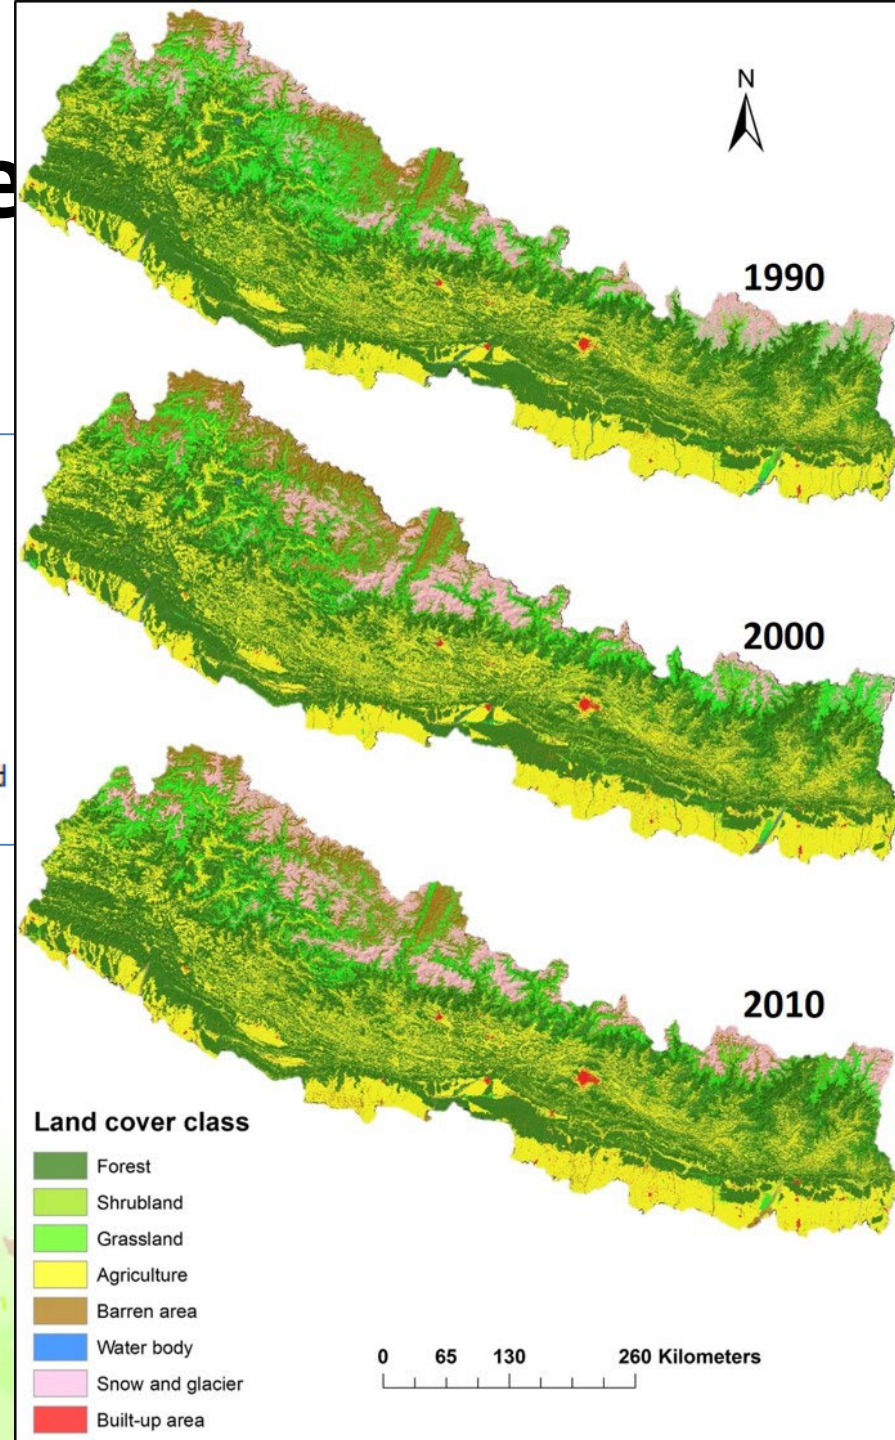 e
N
1990
2000
2010
d
Land cover class
Forest
Shrubland
Grassland
Agriculture
Barren area
Water body
Snow and glacier
Built-up area
0 65 130 260 Kilometers